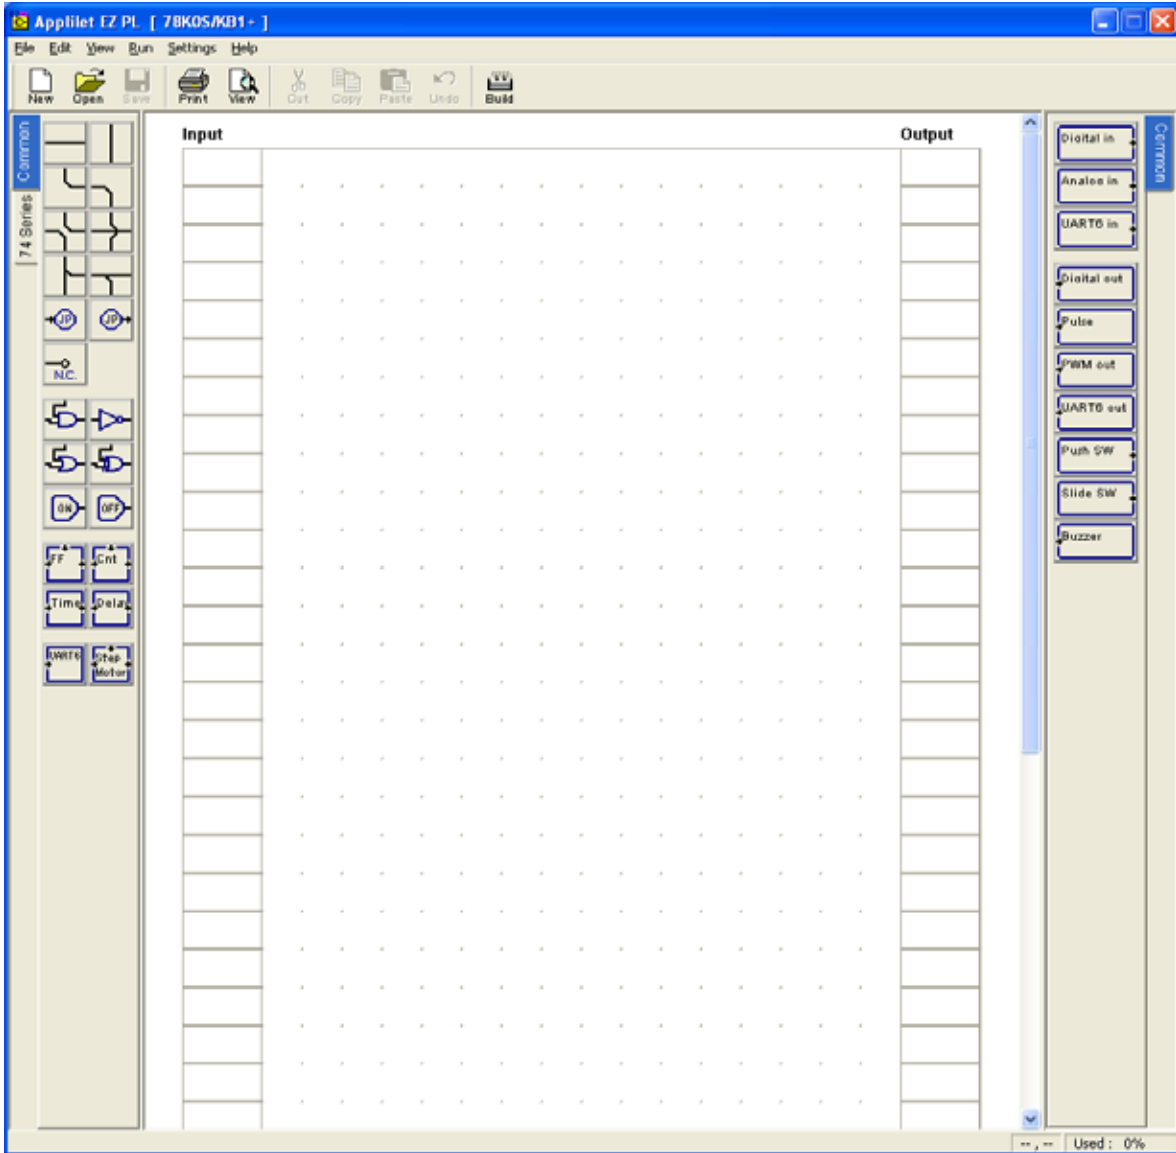 Applilet EZ PL [ 78K0S/KB1+ ]
File Edit View Run Settings Help
New Open Save Print View Cut Copy Paste Undo Build
Common
74 Series
JP JP
N.C.
ON OFF
FF Cnt
Time Delay
UART6 Step Motor
Input Output
Digital in
Analog in
UART6 in
Digital out
Pulse
PWM out
UART6 out
Push SW
Slide SW
Buzzer
Common
-- , -- Used : 0%